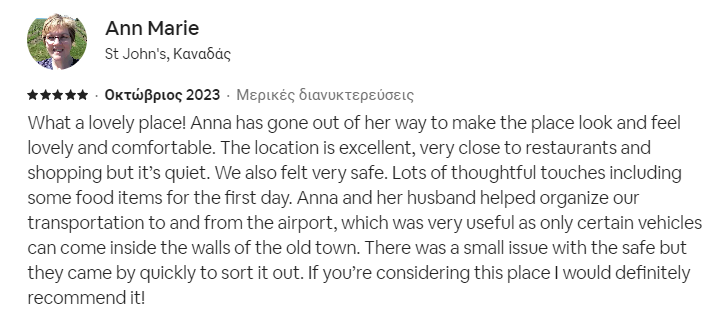 Ann Marie
St John's, Καναδάς
★★★★★ · Οκτώβριος 2023 · Μερικές διανυκτερεύσεις
What a lovely place! Anna has gone out of her way to make the place look and feel
lovely and comfortable. The location is excellent, very close to restaurants and
shopping but it’s quiet. We also felt very safe. Lots of thoughtful touches including
some food items for the first day. Anna and her husband helped organize our
transportation to and from the airport, which was very useful as only certain vehicles
can come inside the walls of the old town. There was a small issue with the safe but
they came by quickly to sort it out. If you’re considering this place I would definitely
recommend it!